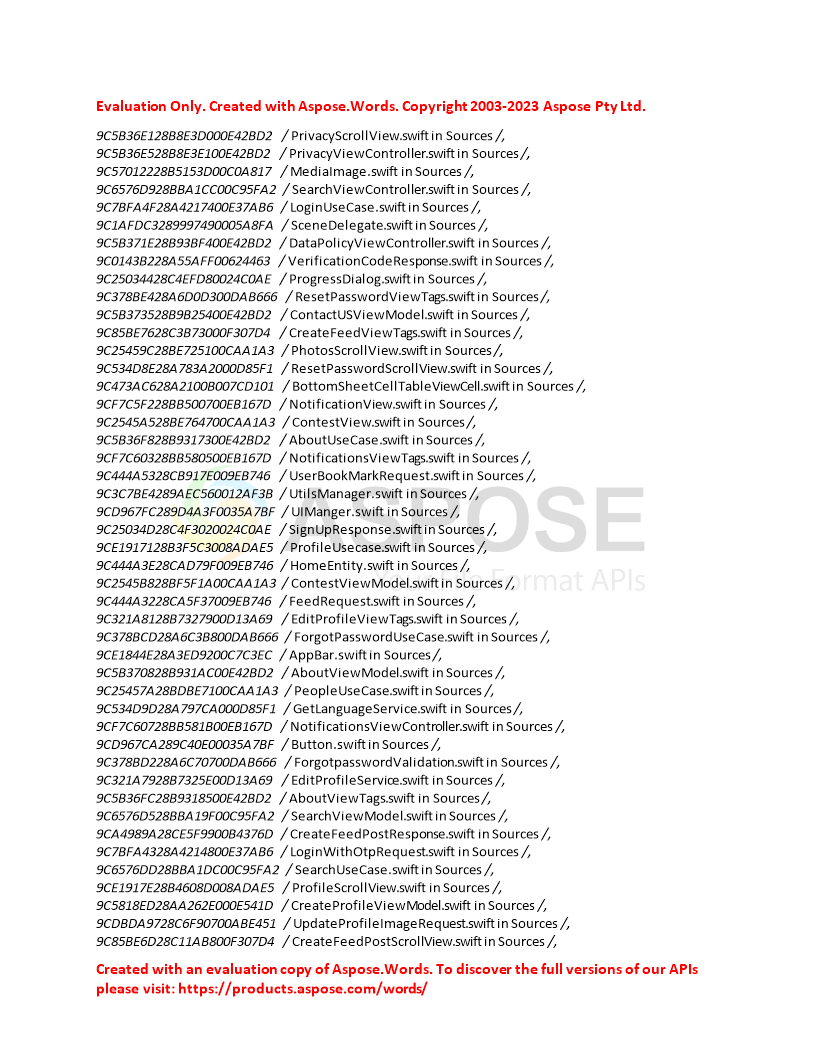 Evaluation Only. Created with Aspose.Words. Copyright 2003-2023 Aspose Pty Ltd.
9C5B36E128B8E3D000E42BD2 / PrivacyScrollView.swift in Sources /,
9C5B36E528B8E3E100E42BD2 / PrivacyViewController.swift in Sources /,
9C57012228B5153D00C0A817 / MediaImage.swift in Sources /,
9C6576D928BBA1CC00C95FA2 / SearchViewController.swift in Sources /,
9C7BFA4F28A4217400E37AB6 / LoginUseCase.swift in Sources /,
9C1AFDC3289997490005A8FA / SceneDelegate.swift in Sources /,
9C5B371E28B93BF400E42BD2 / DataPolicyViewController.swift in Sources /,
9C0143B228A55AFF00624463 / VerificationCodeResponse.swift in Sources /,
9C25034428C4EFD80024C0AE / ProgressDialog.swift in Sources /,
9C378BE428A6D0D300DAB666 / ResetPasswordViewTags.swift in Sources /,
9C5B373528B9B25400E42BD2 / ContactUSViewModel.swift in Sources /,
9C85BE7628C3B73000F307D4 / CreateFeedViewTags.swift in Sources /,
9C25459C28BE725100CAA1A3 / PhotosScrollView.swift in Sources /,
9C534D8E28A783A2000D85F1 / ResetPasswordScrollView.swift in Sources /,
9C473AC628A2100B007CD101 / BottomSheetCellTableViewCell.swift in Sources /,
9CF7C5F228BB500700EB167D / NotificationView.swift in Sources /,
9C2545A528BE764700CAA1A3 / ContestView.swift in Sources /,
9C5B36F828B9317300E42BD2 / AboutUseCase.swift in Sources /,
9CF7C60328BB580500EB167D / NotificationsViewTags.swift in Sources /,
9C444A5328CB917E009EB746 / UserBookMarkRequest.swift in Sources /,
9C3C7BE4289AEC560012AF3B / UtilsManager.swift in Sources /,
9CD967FC289D4A3F0035A7BF / UIManger.swift in Sources /,
9C25034D28C4F3020024C0AE / SignUpResponse.swift in Sources /,
9CE1917128B3F5C3008ADAE5 / ProfileUsecase.swift in Sources /,
9C444A3E28CAD79F009EB746 / HomeEntity.swift in Sources /,
9C2545B828BF5F1A00CAA1A3 / ContestViewModel.swift in Sources /,
9C444A3228CA5F37009EB746 / FeedRequest.swift in Sources /,
9C321A8128B7327900D13A69 / EditProfileViewTags.swift in Sources /,
9C378BCD28A6C3B800DAB666 / ForgotPasswordUseCase.swift in Sources /,
9CE1844E28A3ED9200C7C3EC / AppBar.swift in Sources /,
9C5B370828B931AC00E42BD2 / AboutViewModel.swift in Sources /,
9C25457A28BDBE7100CAA1A3 / PeopleUseCase.swift in Sources /,
9C534D9D28A797CA000D85F1 / GetLanguageService.swift in Sources /,
9CF7C60728BB581B00EB167D / NotificationsViewController.swift in Sources /,
9CD967CA289C40E00035A7BF / Button.swift in Sources /,
9C378BD228A6C70700DAB666 / ForgotpasswordValidation.swift in Sources /,
9C321A7928B7325E00D13A69 / EditProfileService.swift in Sources /,
9C5B36FC28B9318500E42BD2 / AboutViewTags.swift in Sources /,
9C6576D528BBA19F00C95FA2 / SearchViewModel.swift in Sources /,
9CA4989A28CE5F9900B4376D / CreateFeedPostResponse.swift in Sources /,
9C7BFA4328A4214800E37AB6 / LoginWithOtpRequest.swift in Sources /,
9C6576DD28BBA1DC00C95FA2 / SearchUseCase.swift in Sources /,
9CE1917E28B4608D008ADAE5 / ProfileScrollView.swift in Sources /,
9C5818ED28AA262E000E541D / CreateProfileViewModel.swift in Sources /,
9CDBDA9728C6F90700ABE451 / UpdateProfileImageRequest.swift in Sources /,
9C85BE6D28C11AB800F307D4 / CreateFeedPostScrollView.swift in Sources /,
ASPOSE
Your File Format APIs
Created with an evaluation copy of Aspose.Words. To discover the full versions of our APIs
please visit: https://products.aspose.com/words/